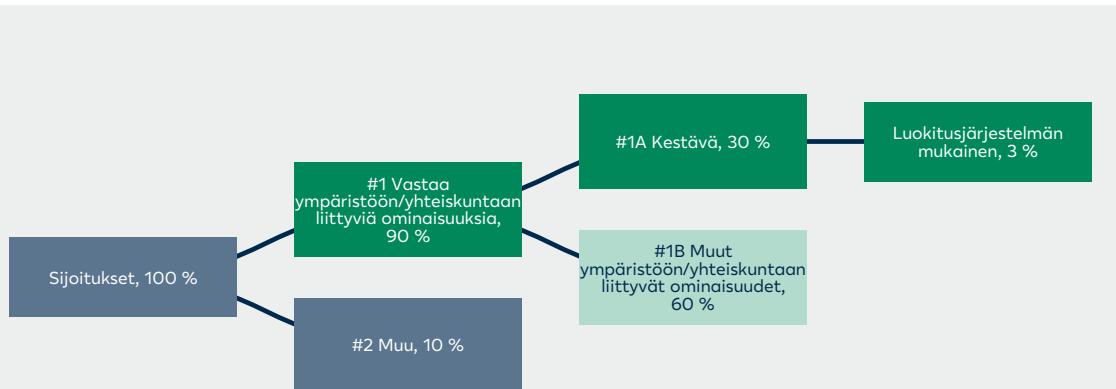 Sijoitukset, 100 %
#1 Vastaa
ympäristöön/yhteiskuntaan
liittyviä ominaisuuksia,
90 %
#2 Muu, 10 %
#1A Kestävä, 30 %
#1B Muut
ympäristöön/yhteiskuntaan
liittyvät ominaisuudet,
60 %
Luokitusjärjestelmän
mukainen, 3 %